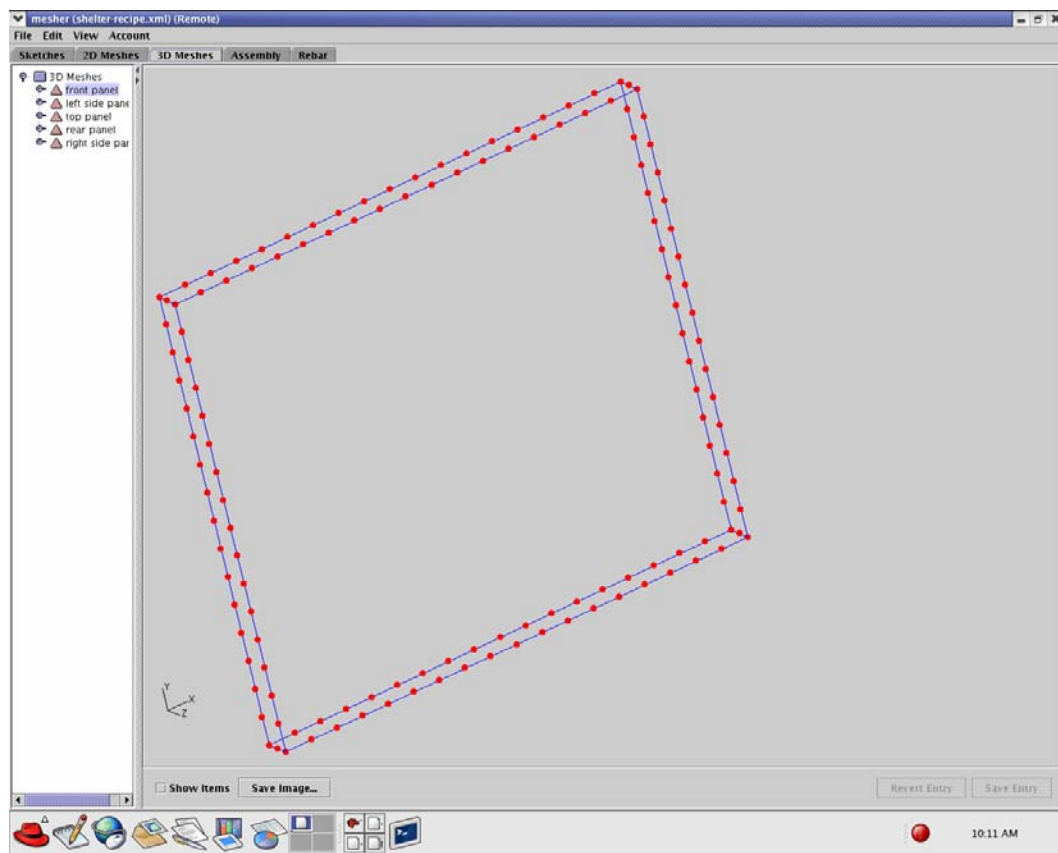 mesher (shelter-recipe.xml) (Remote)
File Edit View Account
Sketches 2D Meshes 3D Meshes Assembly Rebar
3D Meshes
front panel
left side pane
top panel
rear panel
right side par
Y
X
Z
Show Items Save Image... Revert Entry Save Entry
10:11 AM